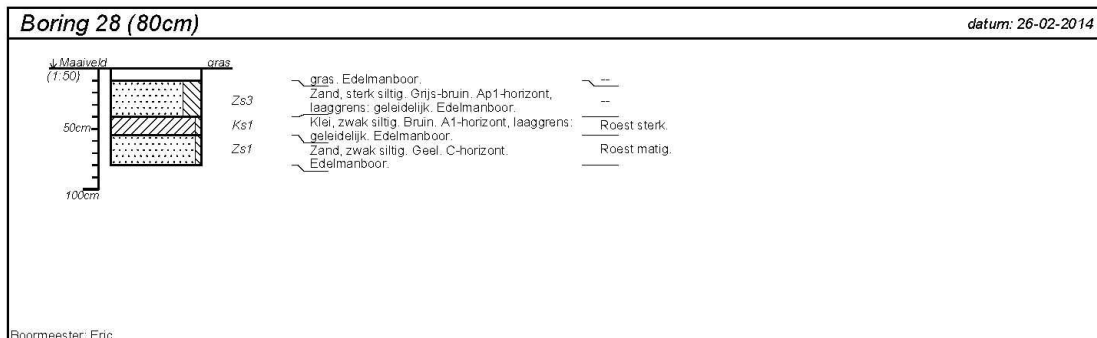 Boring 28 (80cm)
datum: 26-02-2014
↓ Maaiveld
gras
(1:50)
gras. Edelmanboor.
--
Zs3
Zand, sterk siltig. Grijs-bruin. Ap1-horizont,
laaggrens: geleidelijk. Edelmanboor.
--
50cm
Ks1
Klei, zwak siltig. Bruin. A1-horizont, laaggrens:
geleidelijk. Edelmanboor.
Roest sterk.
Zs1
Zand, zwak siltig. Geel. C-horizont.
Edelmanboor.
Roest matig.
100cm
Boormeester: Eric